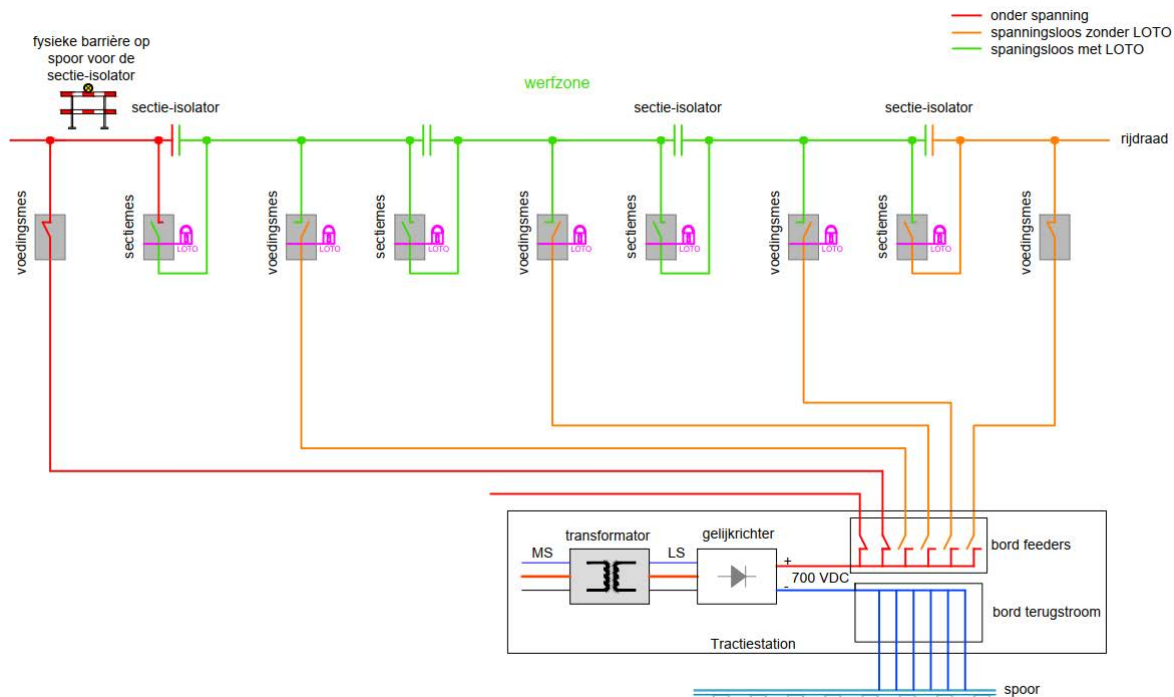 onder spanning
spanningsloos zonder LOTO
spaningsloos met LOTO
fysieke barrière op
spoor voor de
sectie-isolator
werfzone
sectie-isolator
sectie-isolator
sectie-isolator
rijdraad
voedingsmes
sectiemes
LOTO
voedingsmes
LOTO
sectiemes
LOTO
voedingsmes
LOTO
sectiemes
LOTO
voedingsmes
LOTO
sectiemes
LOTO
voedingsmes
bord feeders
transformator
gelijkrichter
MS
LS
+
700 VDC
-
bord terugstroom
Tractiestation
spoor